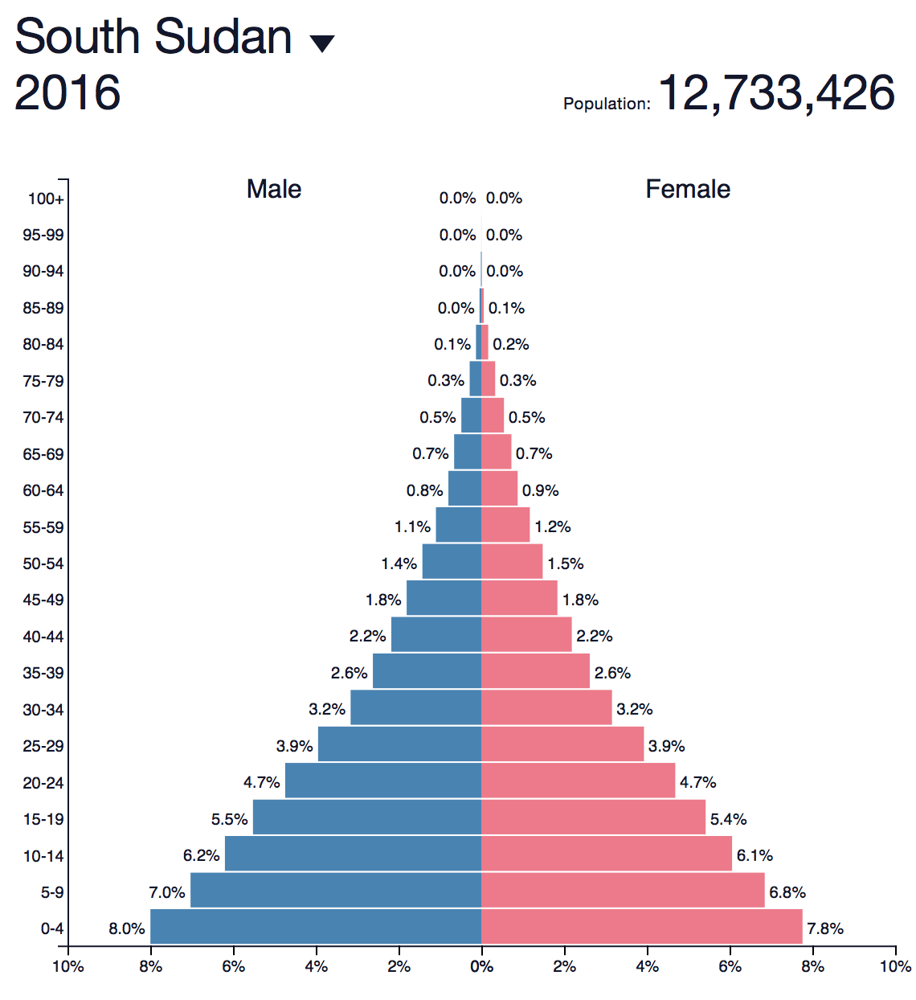 South Sudan
2016
Population: 12,733,426
Male Female
100+ 0.0% 0.0%
95-99 0.0% 0.0%
90-94 0.0% 0.0%
85-89 0.0% 0.1%
80-84 0.1% 0.2%
75-79 0.3% 0.3%
70-74 0.5% 0.5%
65-69 0.7% 0.7%
60-64 0.8% 0.9%
55-59 1.1% 1.2%
50-54 1.4% 1.5%
45-49 1.8% 1.8%
40-44 2.2% 2.2%
35-39 2.6% 2.6%
30-34 3.2% 3.2%
25-29 3.9% 3.9%
20-24 4.7% 4.7%
15-19 5.5% 5.4%
10-14 6.2% 6.1%
5-9 7.0% 6.8%
0-4 8.0% 7.8%
10% 8% 6% 4% 2% 0% 2% 4% 6% 8% 10%